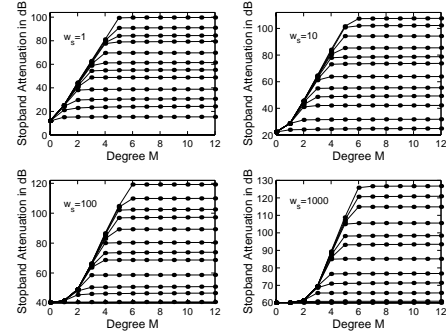 Stopband Attenuation in dB
100
80
60
40
20
0
w_s=1
0 2 4 6 8 10 12
Degree M
Stopband Attenuation in dB
100
80
60
40
20
w_s=10
0 2 4 6 8 10 12
Degree M
Stopband Attenuation in dB
120
100
80
60
40
w_s=100
0 2 4 6 8 10 12
Degree M
Stopband Attenuation in dB
130
120
110
100
90
80
70
60
w_s=1000
0 2 4 6 8 10 12
Degree M